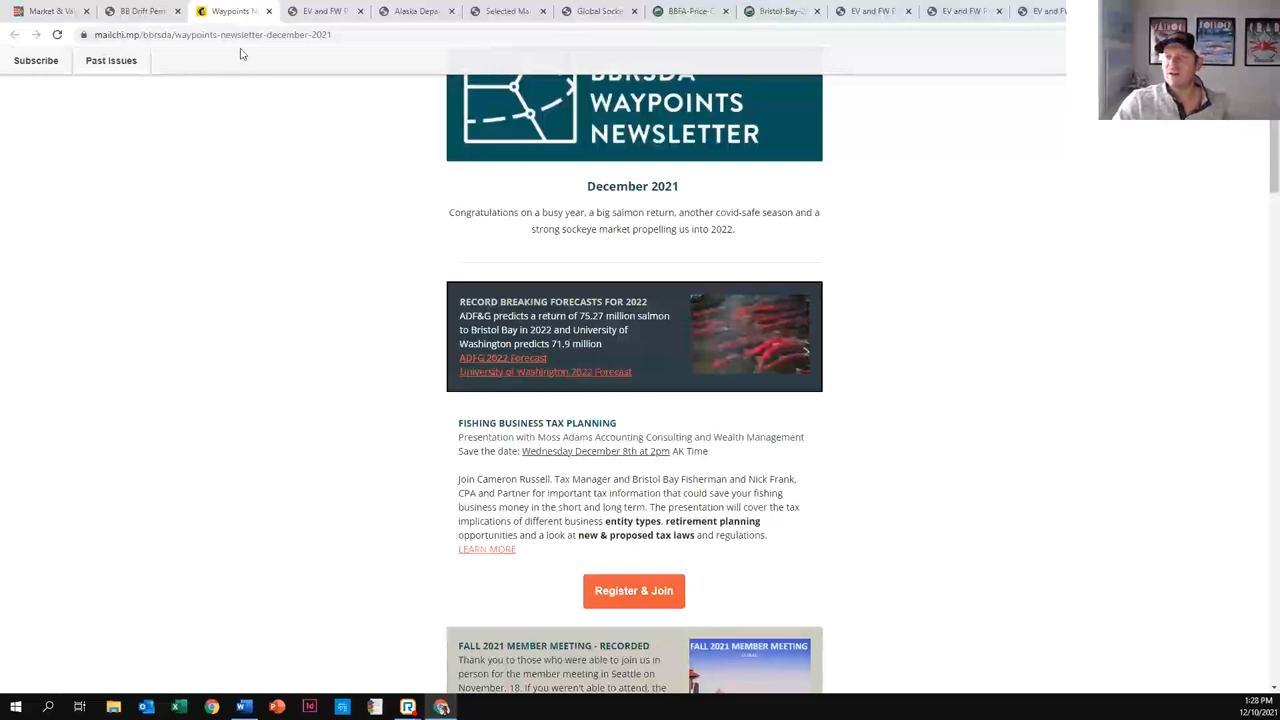 Market & V
BB Drift Perm
Waypoints N
EV and FW P
Alaska Depa
Selected Ma
Global Socke
BBFA-Price-C
Bristol-Bay-2
EV and FW P
EV and FW P
EV and FW
mailchi.mp/bbrsda/waypoints-newsletter-december-2021
Subscribe
Past Issues
BBRSDA
WAYPOINTS
NEWSLETTER
December 2021
Congratulations on a busy year, a big salmon return, another covid-safe season and a
strong sockeye market propelling us into 2022.
RECORD BREAKING FORECASTS FOR 2022
ADF&G predicts a return of 75.27 million salmon
to Bristol Bay in 2022 and University of
Washington predicts 71.9 million
ADFG 2022 Forecast
University of Washington 2022 Forecast
FISHING BUSINESS TAX PLANNING
Presentation with Moss Adams Accounting Consulting and Wealth Management
Save the date: Wednesday December 8th at 2pm AK Time
Join Cameron Russell, Tax Manager and Bristol Bay Fisherman and Nick Frank,
CPA and Partner for important tax information that could save your fishing
business money in the short and long term. The presentation will cover the tax
implications of different business entity types, retirement planning
opportunities and a look at new & proposed tax laws and regulations.
LEARN MORE
Register & Join
FALL 2021 MEMBER MEETING - RECORDED
Thank you to those who were able to join us in
person for the member meeting in Seattle on
November, 18. If you weren't able to attend, the
FALL 2021 MEMBER MEETING
1:28 PM
12/10/2021